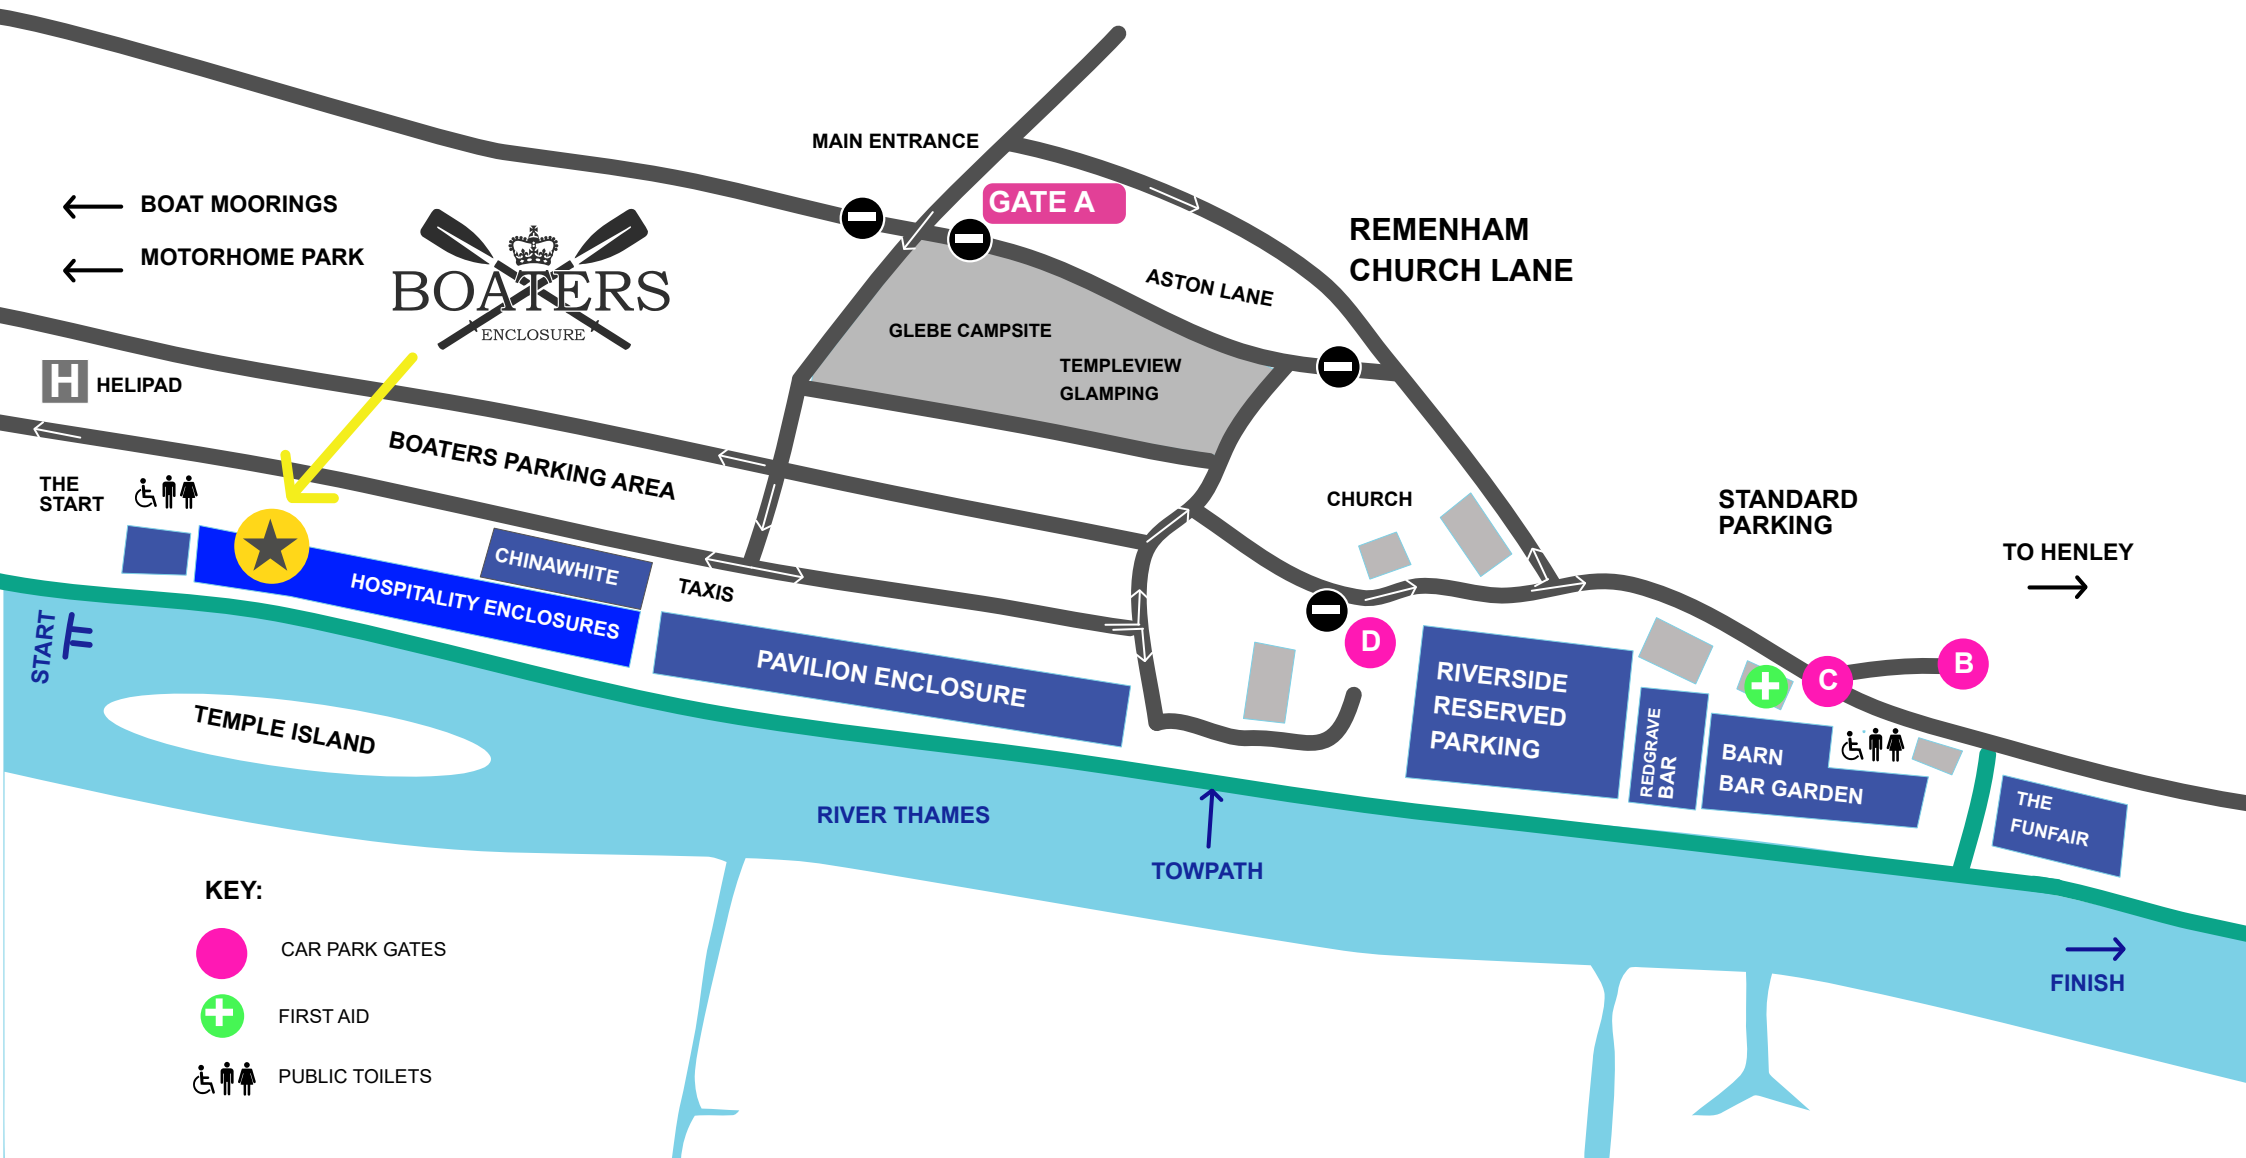 MAIN ENTRANCE
GATE A
BOAT MOORINGS
MOTORHOME PARK
BOATERS
ENCLOSURE
REMENHAM
CHURCH LANE
ASTON LANE
GLEBE CAMPSITE
TEMPLEVIEW
GLAMPING
H
HELIPAD
BOATERS PARKING AREA
THE
START
CHURCH
STANDARD
PARKING
TO HENLEY
CHINAWHITE
HOSPITALITY ENCLOSURES
TAXIS
PAVILION ENCLOSURE
D
RIVERSIDE
RESERVED
PARKING
REDGRAVE
BAR
C
B
BARN
BAR GARDEN
THE
FUNFAIR
START
TEMPLE ISLAND
RIVER THAMES
TOWPATH
FINISH
KEY:
CAR PARK GATES
FIRST AID
PUBLIC TOILETS